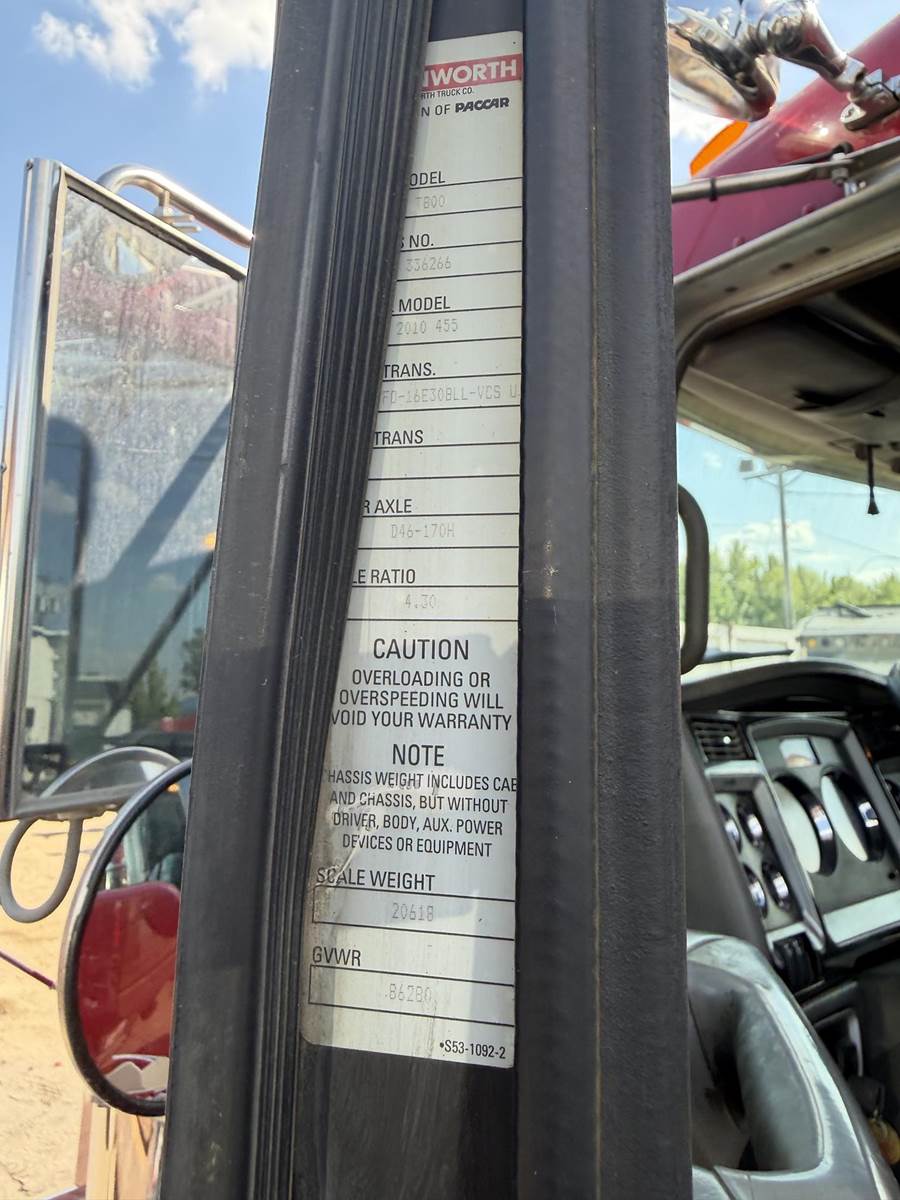 NWORTH
RTH TRUCK CO.
N OF PACCAR
ODEL
T800
S NO.
336266
. MODEL
2010 455
TRANS.
FO-16E308LL-VCS U
TRANS
R AXLE
D46-170H
LE RATIO
4.30
CAUTION
OVERLOADING OR
OVERSPEEDING WILL
VOID YOUR WARRANTY
NOTE
CHASSIS WEIGHT INCLUDES CAB
AND CHASSIS, BUT WITHOUT
DRIVER, BODY, AUX. POWER
DEVICES OR EQUIPMENT
SCALE WEIGHT
20618
GVWR
86280
•S53-1092-2